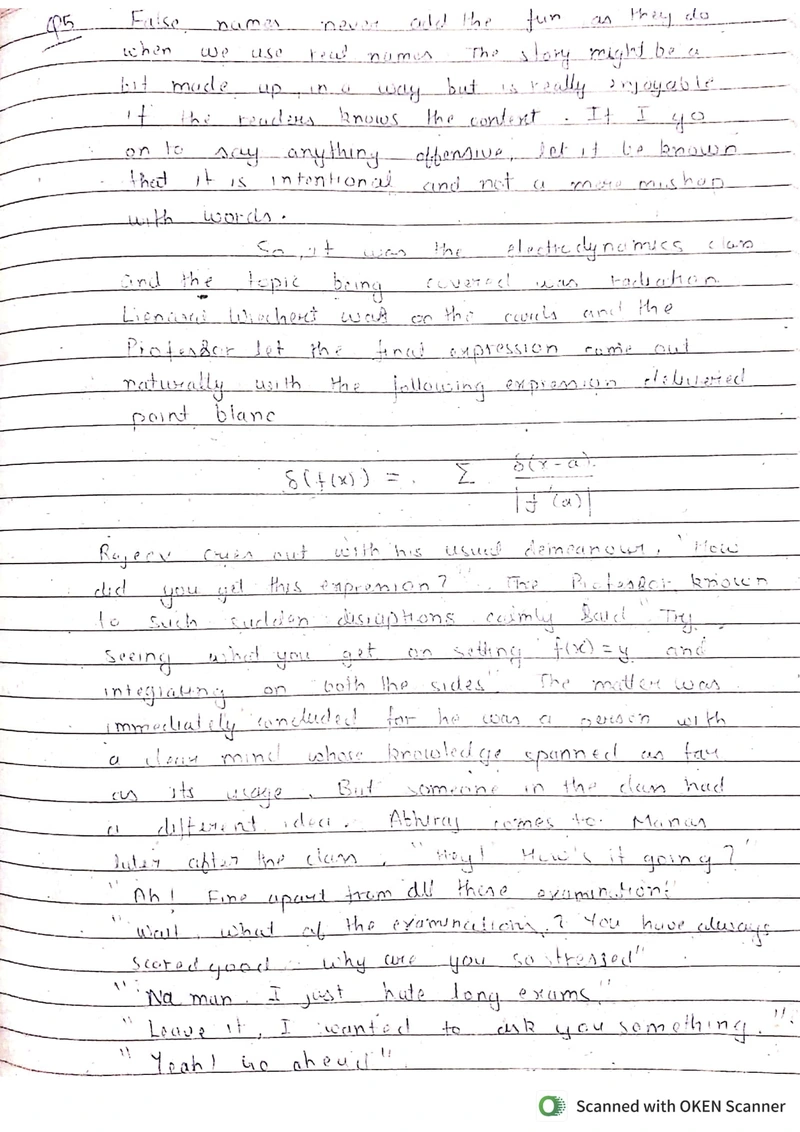 Q5 False names never add the fun as they do
when we use real names. The story might be a
bit made up in a way but is really enjoyable
if the readers knows the content. If I go
on to say anything offensive, let it be known
that it is intentional and not a mere mishap
with words.
So, it was the electrodynamics class
and the topic being covered was radiation
Lienard Wiechert was on the cards and the
Professor let the final expression come out
naturally with the following expression delivered
point blanc
δ(f(x)) = . Σ δ(x-a) / |f'(a)|
Rajeev cries out with his usual demeanour, "How
did you get this expression?" The Professor, known
to such sudden disruptions calmly said "Try
seeing what you get on setting f(x) = y and
integrating on both the sides". The matter was
immediately concluded for he was a person with
a clear mind whose knowledge spanned as far
as its usage. But someone in the class had
a different idea. Athiraj comes to Manas
later after the class, "Hey! How's it going?"
"Ah! Fine apart from all these examination!
"Well, what of the examinations? You have always
scored good why are you so stressed"
"Na man. I just hate long exams."
"Leave it, I wanted to ask you something."
"Yeah! Go ahead"
Scanned with OKEN Scanner